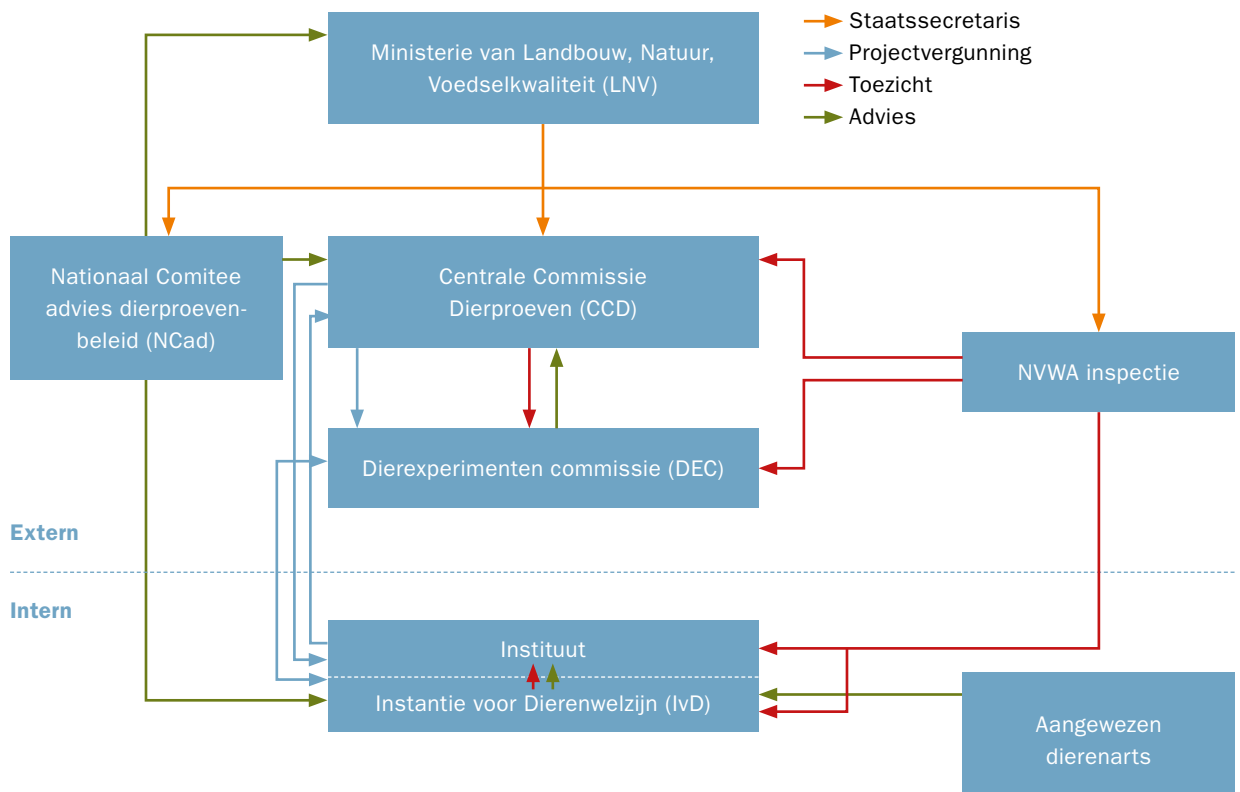 Ministerie van Landbouw, Natuur,
Voedselkwaliteit (LNV)
Staatssecretaris
Projectvergunning
Toezicht
Advies
Nationaal Comitee
advies dierproeven-
beleid (NCad)
Centrale Commissie
Dierproeven (CCD)
NVWA inspectie
Dierexperimenten commissie (DEC)
Extern
Intern
Instituut
Instantie voor Dierenwelzijn (IvD)
Aangewezen
dierenarts